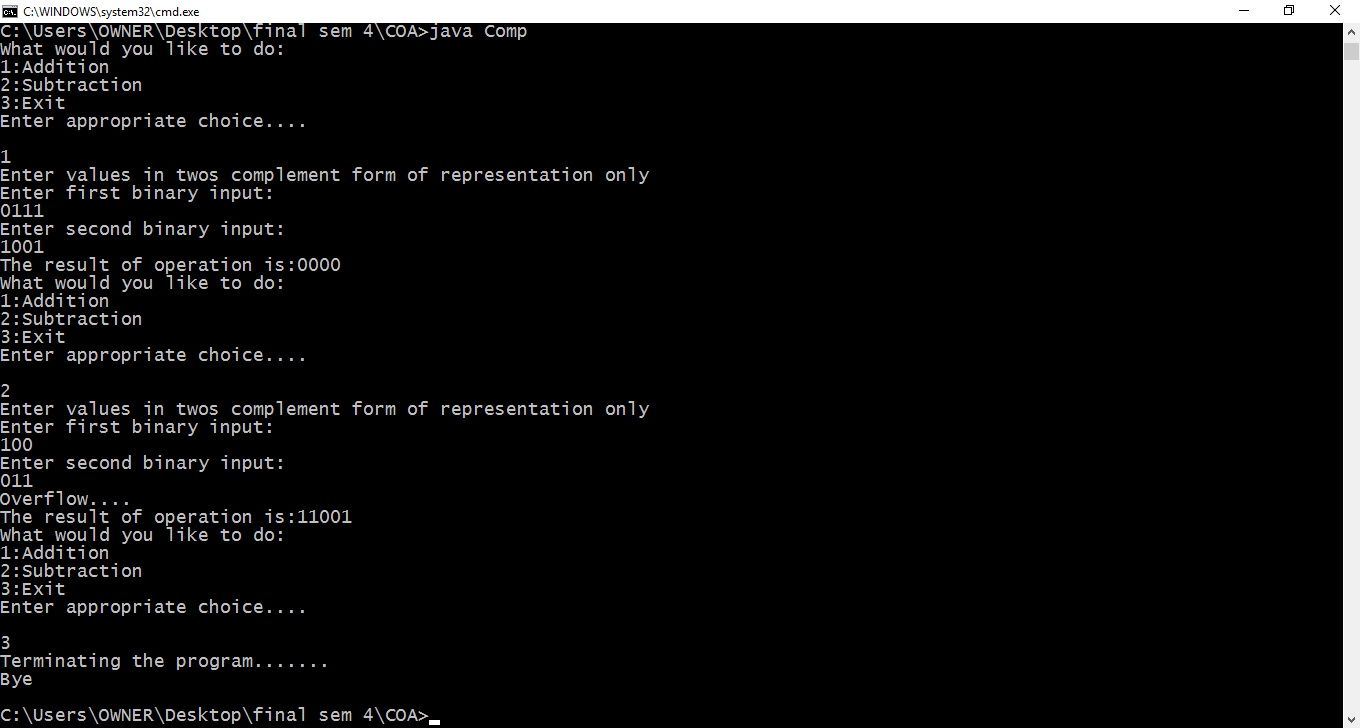 C:\WINDOWS\system32\cmd.exe
C:\Users\OWNER\Desktop\final sem 4\COA>java Comp
What would you like to do:
1:Addition
2:Subtraction
3:Exit
Enter appropriate choice....
1
Enter values in twos complement form of representation only
Enter first binary input:
0111
Enter second binary input:
1001
The result of operation is:0000
What would you like to do:
1:Addition
2:Subtraction
3:Exit
Enter appropriate choice....
2
Enter values in twos complement form of representation only
Enter first binary input:
100
Enter second binary input:
011
Overflow....
The result of operation is:11001
What would you like to do:
1:Addition
2:Subtraction
3:Exit
Enter appropriate choice....
3
Terminating the program.......
Bye
C:\Users\OWNER\Desktop\final sem 4\COA>